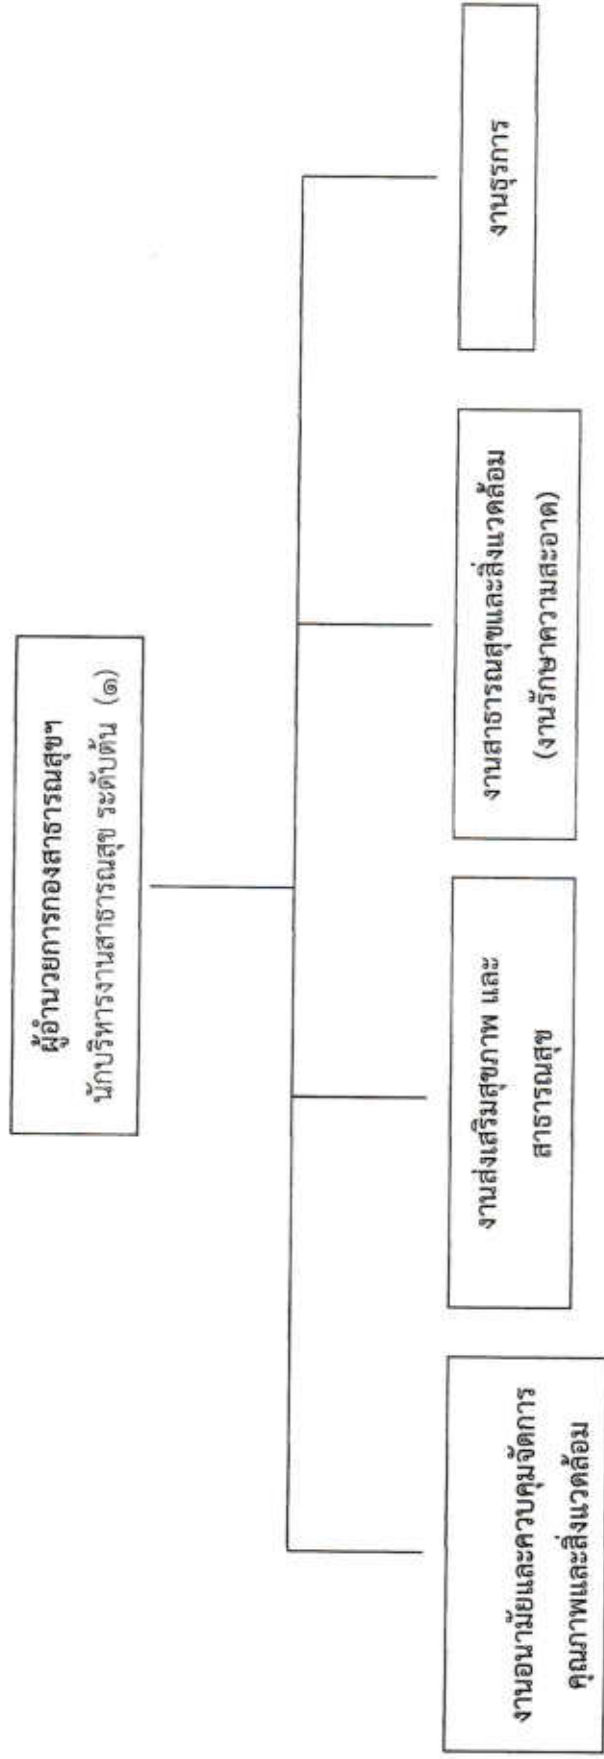 ผู้อำนวยการกองสาธารณสุขฯ
นักบริหารงานสาธารณสุข ระดับต้น (๑)
งานอนามัยและควบคุมจัดการ
คุณภาพและสิ่งแวดล้อม
งานส่งเสริมสุขภาพ และ
สาธารณสุข
งานสาธารณสุขและสิ่งแวดล้อม
(งานรักษาความสะอาด)
งานธุรการ